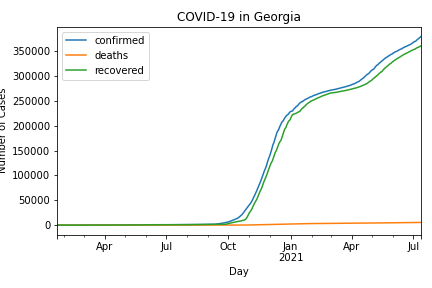 COVID-19 in Georgia
confirmed
deaths
recovered
350000
300000
250000
200000
150000
100000
50000
0
Number of Cases
Apr
Jul
Oct
Jan
2021
Apr
Jul
Day